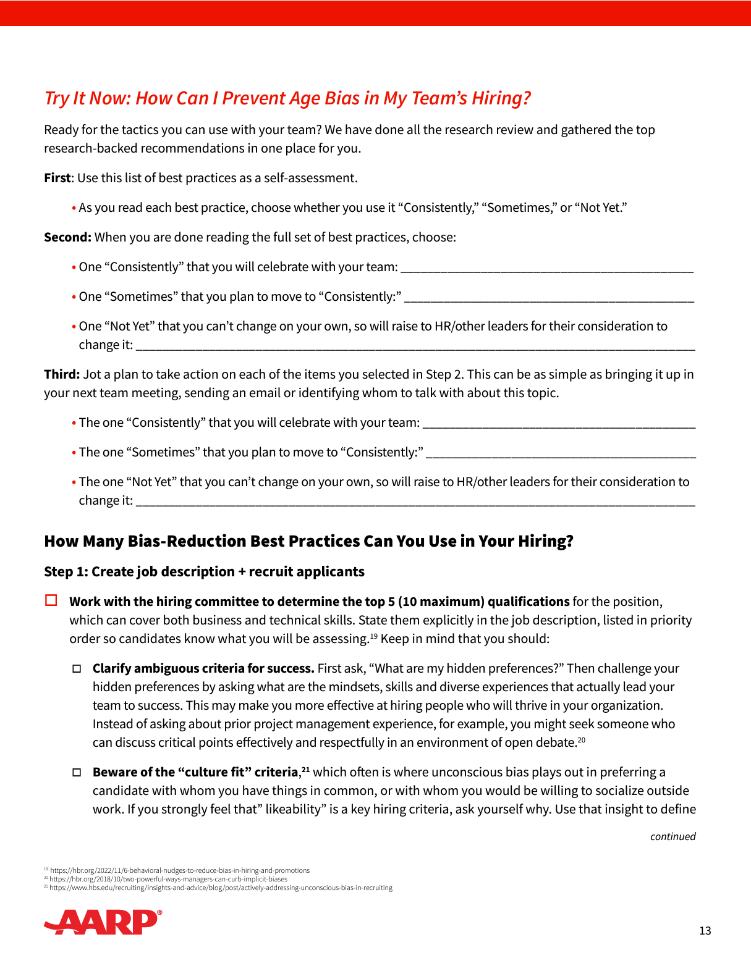 Try It Now: How Can I Prevent Age Bias in My Team’s Hiring?
Ready for the tactics you can use with your team? We have done all the research review and gathered the top
research-backed recommendations in one place for you.
First: Use this list of best practices as a self-assessment.
• As you read each best practice, choose whether you use it “Consistently,” “Sometimes,” or “Not Yet.”
Second: When you are done reading the full set of best practices, choose:
• One “Consistently” that you will celebrate with your team: ____________________________________________
• One “Sometimes” that you plan to move to “Consistently:” ____________________________________________
• One “Not Yet” that you can’t change on your own, so will raise to HR/other leaders for their consideration to
change it: ____________________________________________________________________________________
Third: Jot a plan to take action on each of the items you selected in Step 2. This can be as simple as bringing it up in
your next team meeting, sending an email or identifying whom to talk with about this topic.
• The one “Consistently” that you will celebrate with your team: _________________________________________
• The one “Sometimes” that you plan to move to “Consistently:” _________________________________________
• The one “Not Yet” that you can’t change on your own, so will raise to HR/other leaders for their consideration to
change it: ____________________________________________________________________________________
How Many Bias-Reduction Best Practices Can You Use in Your Hiring?
Step 1: Create job description + recruit applicants
☐ Work with the hiring committee to determine the top 5 (10 maximum) qualifications for the position,
which can cover both business and technical skills. State them explicitly in the job description, listed in priority
order so candidates know what you will be assessing.¹⁹ Keep in mind that you should:
☐ Clarify ambiguous criteria for success. First ask, “What are my hidden preferences?” Then challenge your
hidden preferences by asking what are the mindsets, skills and diverse experiences that actually lead your
team to success. This may make you more effective at hiring people who will thrive in your organization.
Instead of asking about prior project management experience, for example, you might seek someone who
can discuss critical points effectively and respectfully in an environment of open debate.²⁰
☐ Beware of the “culture fit” criteria,²¹ which often is where unconscious bias plays out in preferring a
candidate with whom you have things in common, or with whom you would be willing to socialize outside
work. If you strongly feel that” likeability” is a key hiring criteria, ask yourself why. Use that insight to define
continued
¹⁹ https://hbr.org/2022/11/6-behavioral-nudges-to-reduce-bias-in-hiring-and-promotions
²⁰ https://hbr.org/2018/10/two-powerful-ways-managers-can-curb-implicit-biases
²¹ https://www.hbs.edu/recruiting/insights-and-advice/blog/post/actively-addressing-unconscious-bias-in-recruiting
AARP®
13